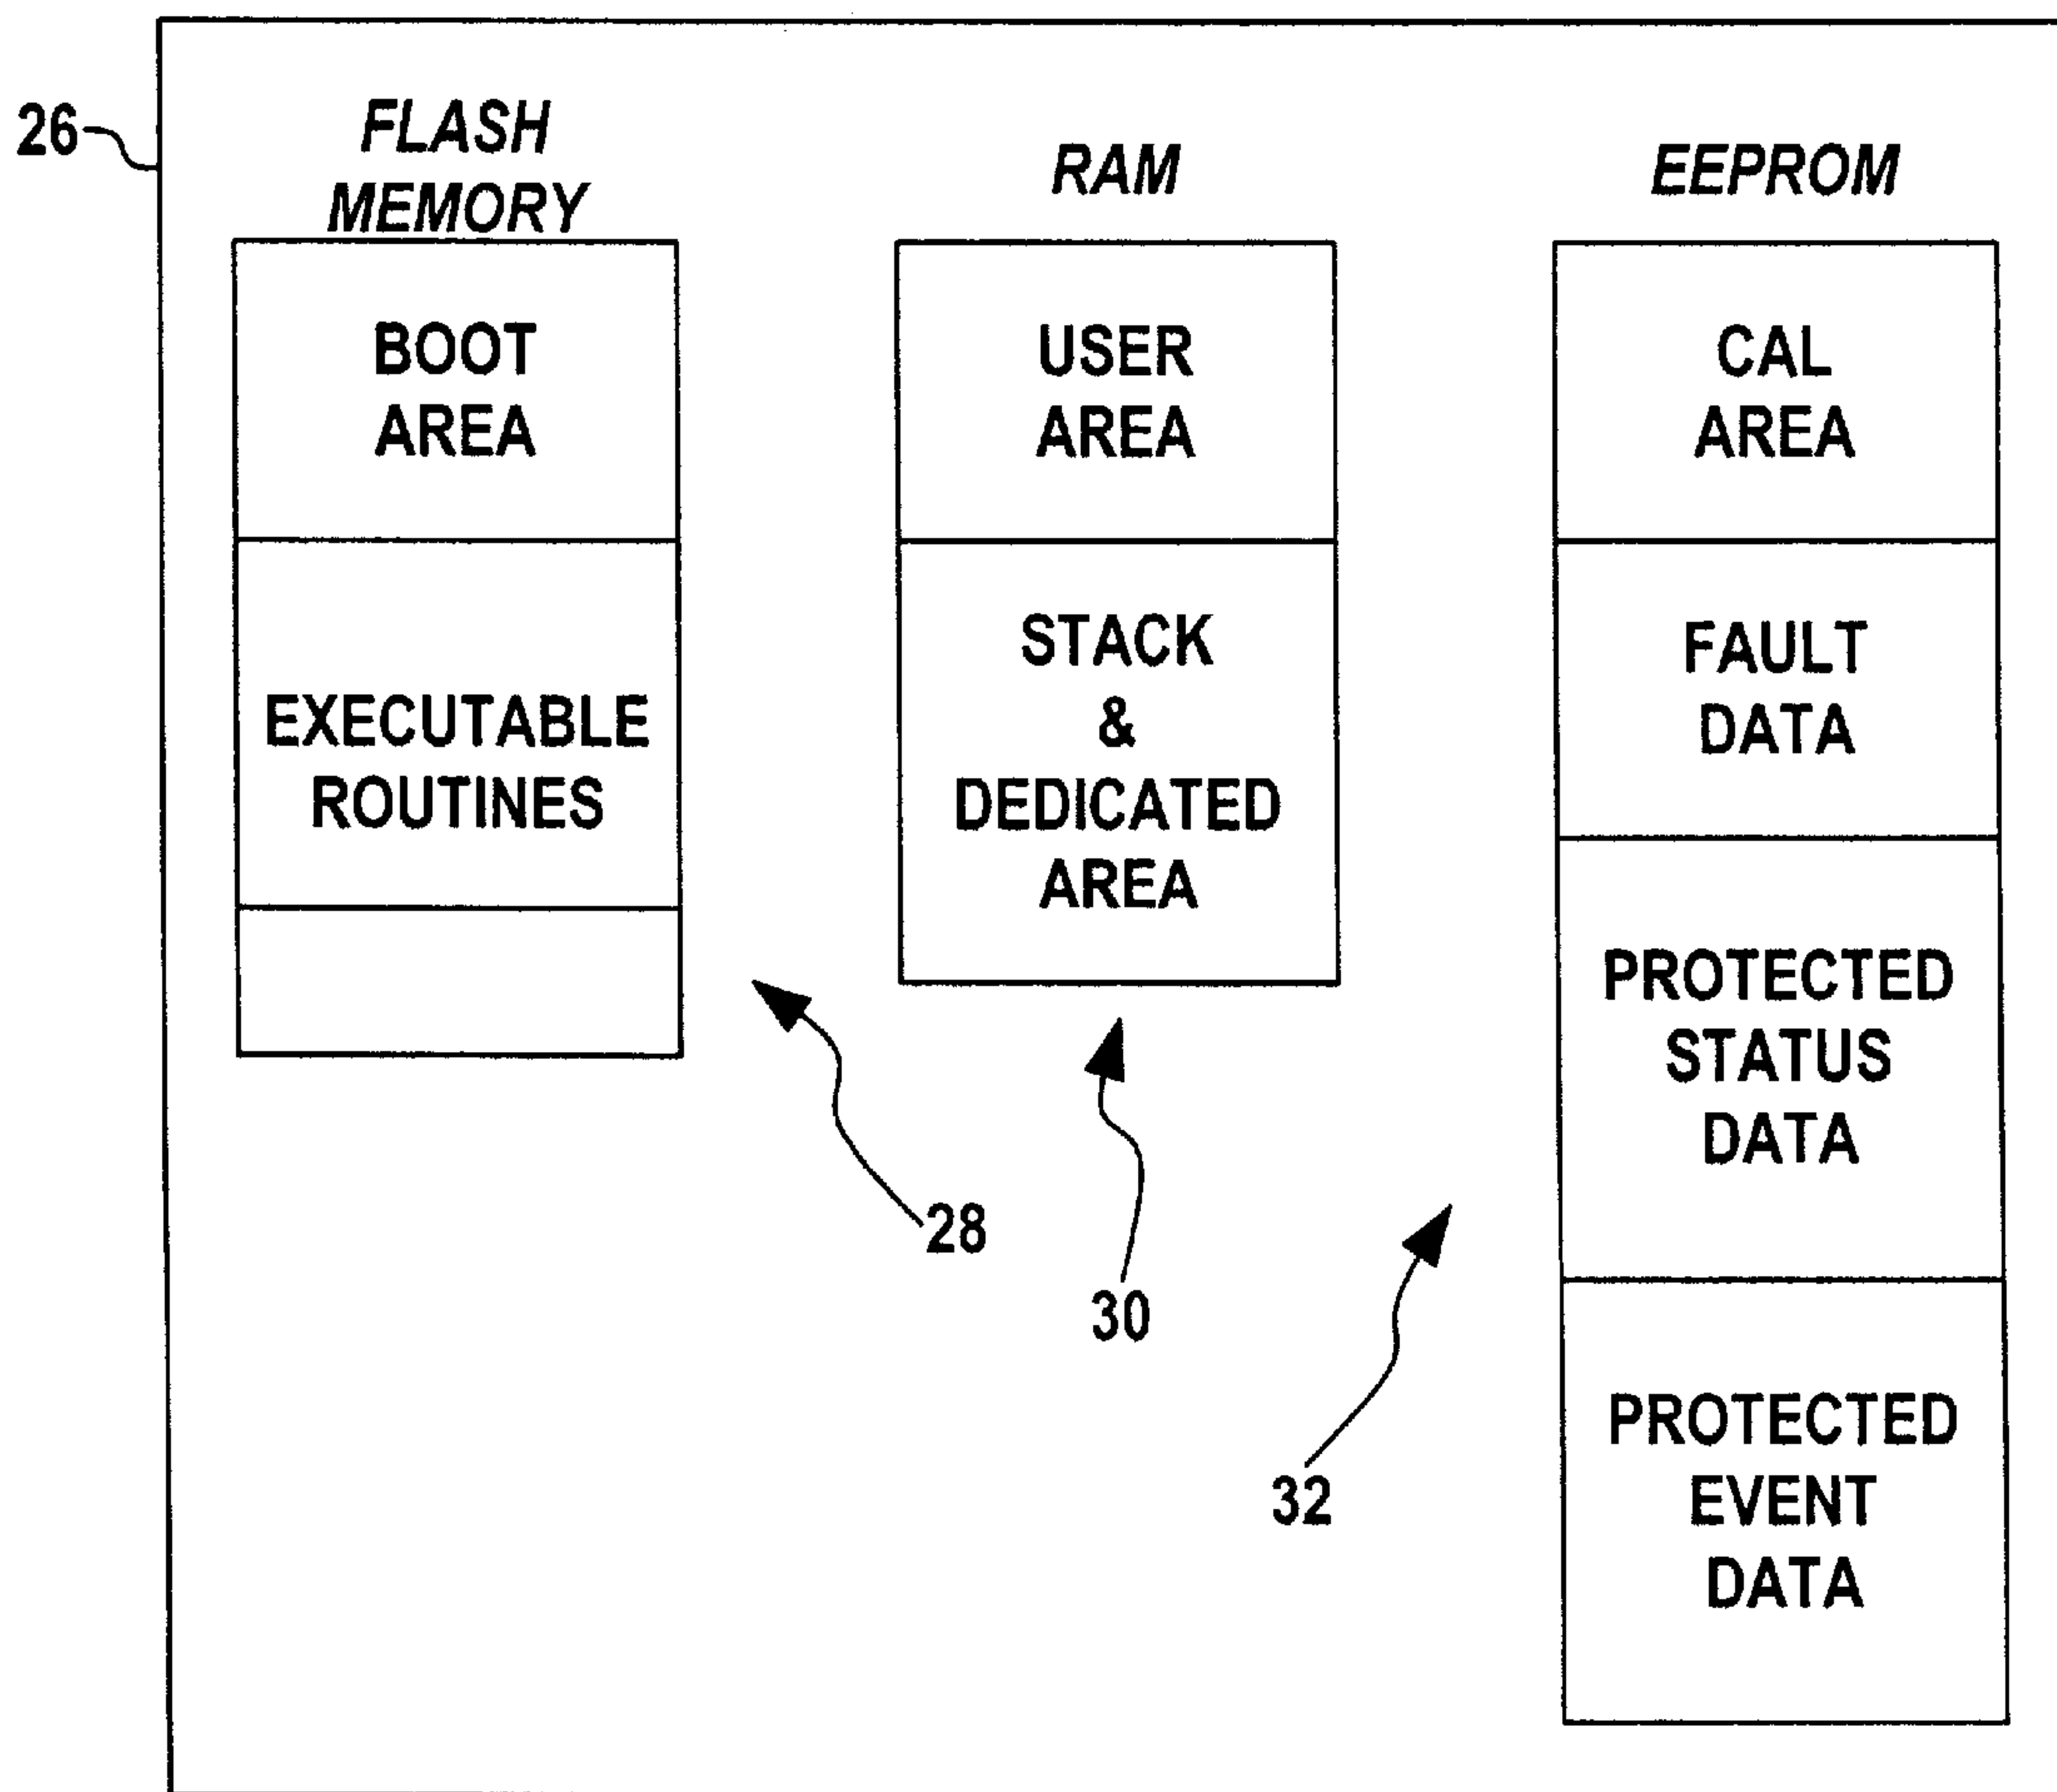 26
FLASH
MEMORY
BOOT
AREA
EXECUTABLE
ROUTINES
28
RAM
USER
AREA
STACK
&
DEDICATED
AREA
30
EEPROM
CAL
AREA
FAULT
DATA
PROTECTED
STATUS
DATA
PROTECTED
EVENT
DATA
32